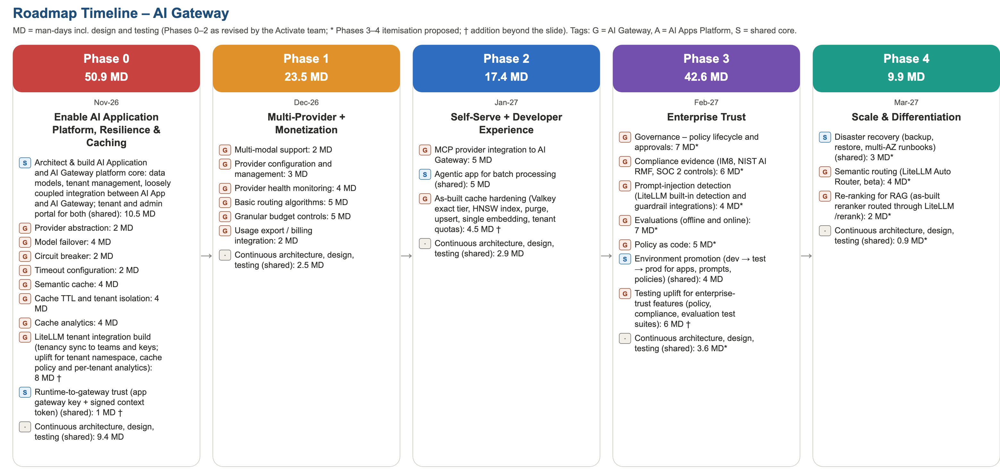 Roadmap Timeline – AI Gateway
MD = man-days incl. design and testing (Phases 0–2 as revised by the Activate team; * Phases 3–4 itemisation proposed; † addition beyond the slide). Tags: G = AI Gateway, A = AI Apps Platform, S = shared core.
Phase 0
50.9 MD
Nov-26
Enable AI Application
Platform, Resilience &
Caching
S Architect & build AI Application
and AI Gateway platform core: data
models, tenant management, loosely
coupled integration between AI App
and AI Gateway; tenant and admin
portal for both (shared): 10.5 MD
G Provider abstraction: 2 MD
G Model failover: 4 MD
G Circuit breaker: 2 MD
G Timeout configuration: 2 MD
G Semantic cache: 4 MD
G Cache TTL and tenant isolation: 4
MD
G Cache analytics: 4 MD
G LiteLLM tenant integration build
(tenancy sync to teams and keys;
uplift for tenant namespace, cache
policy and per-tenant analytics):
8 MD †
S Runtime-to-gateway trust (app
gateway key + signed context
token) (shared): 1 MD †
· Continuous architecture, design,
testing (shared): 9.4 MD
→
Phase 1
23.5 MD
Dec-26
Multi-Provider +
Monetization
G Multi-modal support: 2 MD
G Provider configuration and
management: 3 MD
G Provider health monitoring: 4 MD
G Basic routing algorithms: 5 MD
G Granular budget controls: 5 MD
G Usage export / billing
integration: 2 MD
· Continuous architecture, design,
testing (shared): 2.5 MD
→
Phase 2
17.4 MD
Jan-27
Self-Serve + Developer
Experience
G MCP provider integration to AI
Gateway: 5 MD
S Agentic app for batch processing
(shared): 5 MD
G As-built cache hardening (Valkey
exact tier, HNSW index, purge,
upsert, single embedding, tenant
quotas): 4.5 MD †
· Continuous architecture, design,
testing (shared): 2.9 MD
→
Phase 3
42.6 MD
Feb-27
Enterprise Trust
G Governance – policy lifecycle and
approvals: 7 MD*
G Compliance evidence (IM8, NIST AI
RMF, SOC 2 controls): 6 MD*
G Prompt-injection detection
(LiteLLM built-in detection and
guardrail integrations): 4 MD*
G Evaluations (offline and online):
7 MD*
G Policy as code: 5 MD*
S Environment promotion (dev → test
→ prod for apps, prompts,
policies) (shared): 4 MD
G Testing uplift for enterprise-
trust features (policy,
compliance, evaluation test
suites): 6 MD †
· Continuous architecture, design,
testing (shared): 3.6 MD*
→
Phase 4
9.9 MD
Mar-27
Scale & Differentiation
S Disaster recovery (backup,
restore, multi-AZ runbooks)
(shared): 3 MD*
G Semantic routing (LiteLLM Auto
Router, beta): 4 MD*
G Re-ranking for RAG (as-built
reranker routed through LiteLLM
/rerank): 2 MD*
· Continuous architecture, design,
testing (shared): 0.9 MD*